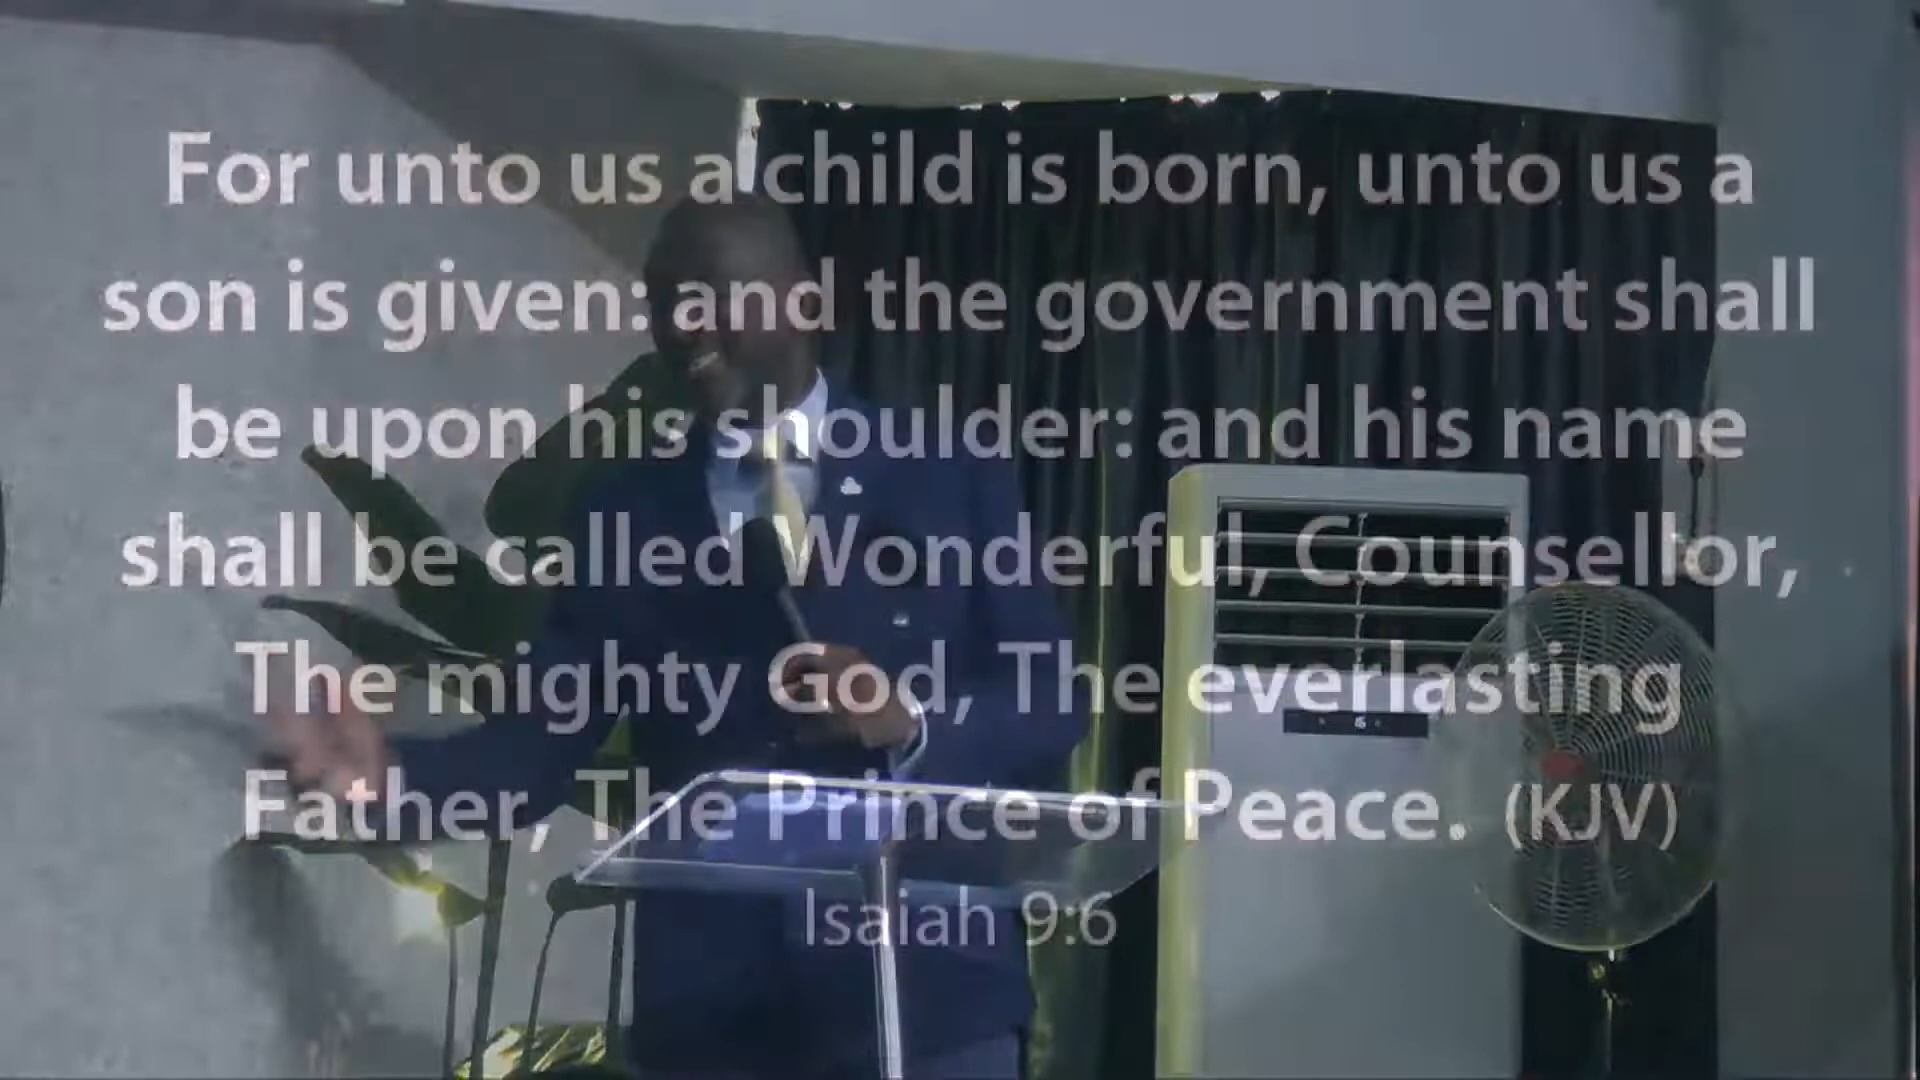 For unto us a child is born, unto us a
son is given: and the government shall
be upon his shoulder: and his name
shall be called Wonderful, Counsellor,
The mighty God, The everlasting
Father, The Prince of Peace. (KJV)
Isaiah 9:6